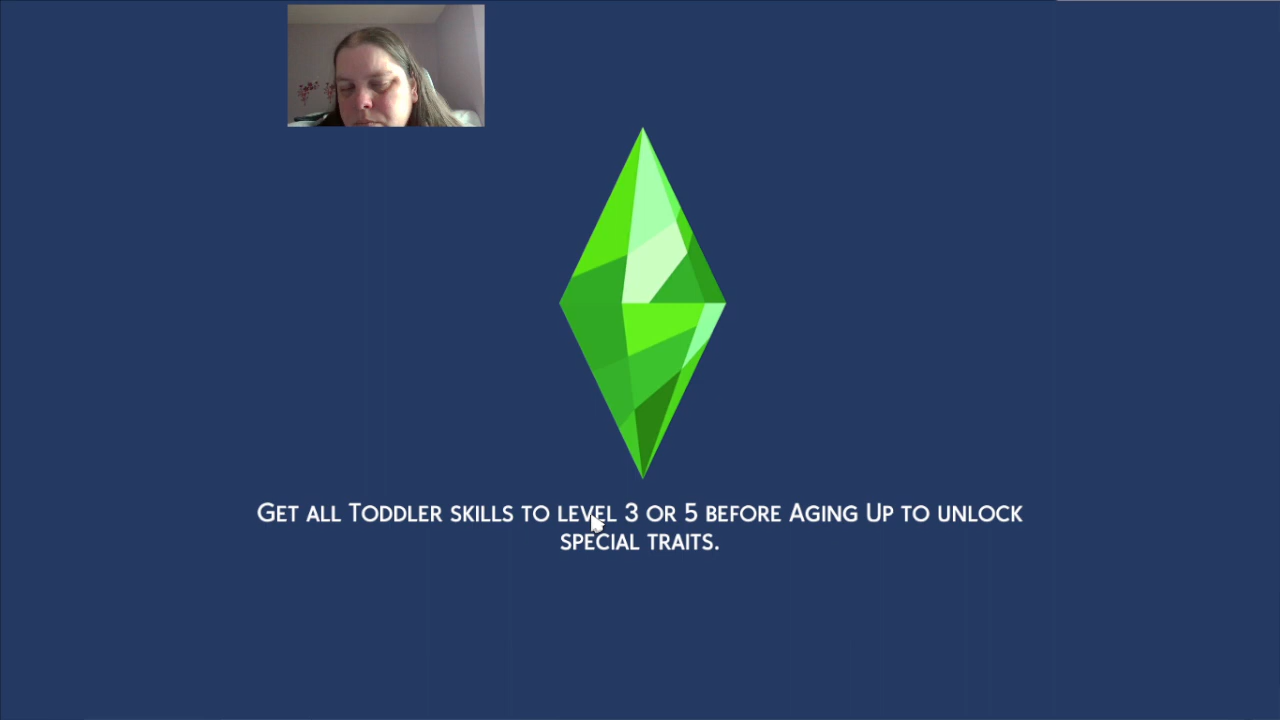 Get all Toddler skills to level 3 or 5 before Aging Up to unlock
special traits.